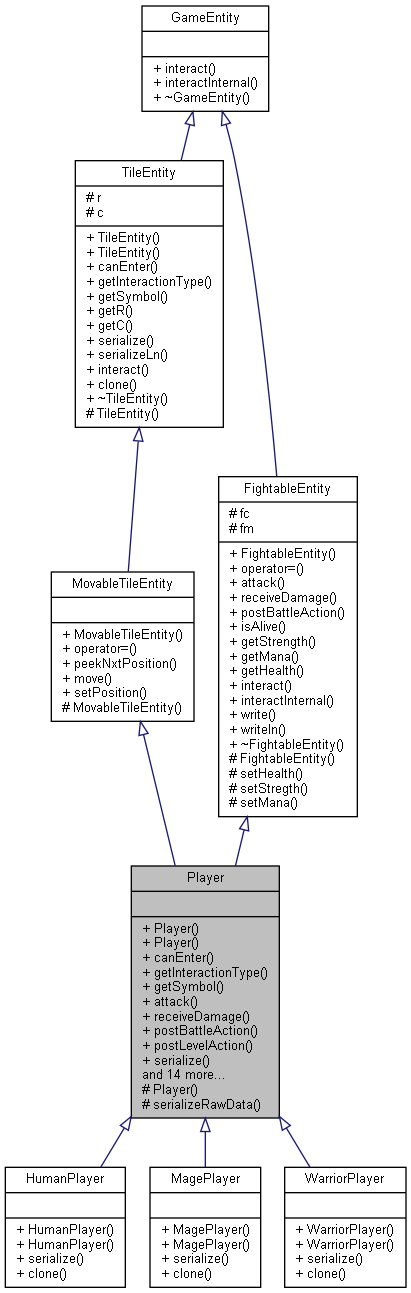 GameEntity
+ interact()
+ interactInternal()
+ ~GameEntity()
TileEntity
# r
# c
+ TileEntity()
+ TileEntity()
+ canEnter()
+ getInteractionType()
+ getSymbol()
+ getR()
+ getC()
+ serialize()
+ serializeLn()
+ interact()
+ clone()
+ ~TileEntity()
# TileEntity()
FightableEntity
# fc
# fm
+ FightableEntity()
+ operator=()
+ attack()
+ receiveDamage()
+ postBattleAction()
+ isAlive()
+ getStrength()
+ getMana()
+ getHealth()
+ interact()
+ interactInternal()
+ write()
+ writeln()
+ ~FightableEntity()
# FightableEntity()
# setHealth()
# setStregth()
# setMana()
MovableTileEntity
+ MovableTileEntity()
+ operator=()
+ peekNxtPosition()
+ move()
+ setPosition()
# MovableTileEntity()
Player
+ Player()
+ Player()
+ canEnter()
+ getInteractionType()
+ getSymbol()
+ attack()
+ receiveDamage()
+ postBattleAction()
+ postLevelAction()
+ serialize()
and 14 more...
# Player()
# serializeRawData()
HumanPlayer
+ HumanPlayer()
+ HumanPlayer()
+ serialize()
+ clone()
MagePlayer
+ MagePlayer()
+ MagePlayer()
+ serialize()
+ clone()
WarriorPlayer
+ WarriorPlayer()
+ WarriorPlayer()
+ serialize()
+ clone()